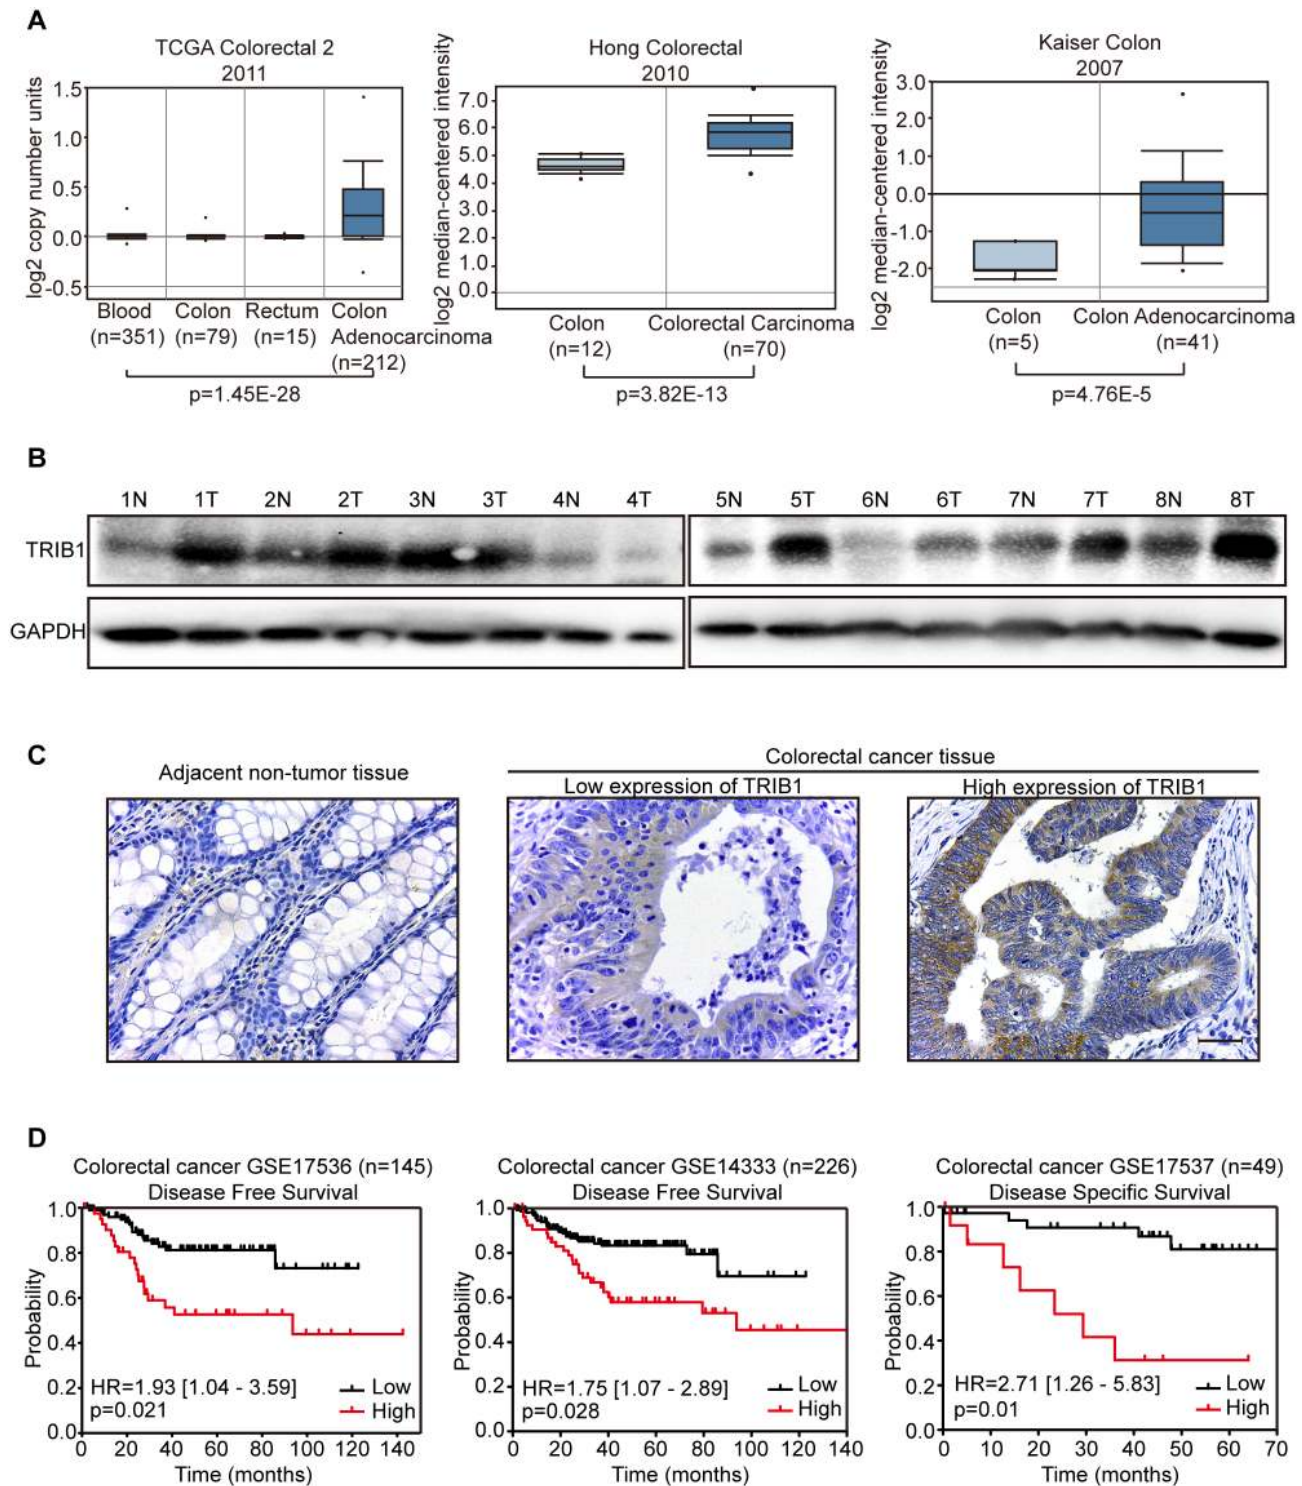 A
TCGA Colorectal 2
2011
log2 copy number units
1.5
1.0
0.5
0.0
-0.5
Blood
(n=351)
Colon
(n=79)
Rectum
(n=15)
Colon
Adenocarcinoma
(n=212)
p=1.45E-28
Hong Colorectal
2010
log2 median-centered intensity
7.0
6.0
5.0
4.0
3.0
2.0
1.0
0.0
Colon
(n=12)
Colorectal Carcinoma
(n=70)
p=3.82E-13
Kaiser Colon
2007
log2 median-centered intensity
3.0
2.0
1.0
0.0
-1.0
-2.0
Colon
(n=5)
Colon Adenocarcinoma
(n=41)
p=4.76E-5
B
1N 1T 2N 2T 3N 3T 4N 4T 5N 5T 6N 6T 7N 7T 8N 8T
TRIB1
GAPDH
C
Adjacent non-tumor tissue
Colorectal cancer tissue
Low expression of TRIB1
High expression of TRIB1
D
Colorectal cancer GSE17536 (n=145)
Disease Free Survival
Probability
1.0
0.8
0.6
0.4
0.2
0.0
HR=1.93 [1.04 - 3.59]
p=0.021
Low
High
0 20 40 60 80 100 120 140
Time (months)
Colorectal cancer GSE14333 (n=226)
Disease Free Survival
Probability
1.0
0.8
0.6
0.4
0.2
0.0
HR=1.75 [1.07 - 2.89]
p=0.028
Low
High
0 20 40 60 80 100 120 140
Time (months)
Colorectal cancer GSE17537 (n=49)
Disease Specific Survival
Probability
1.0
0.8
0.6
0.4
0.2
0.0
HR=2.71 [1.26 - 5.83]
p=0.01
Low
High
0 10 20 30 40 50 60 70
Time (months)